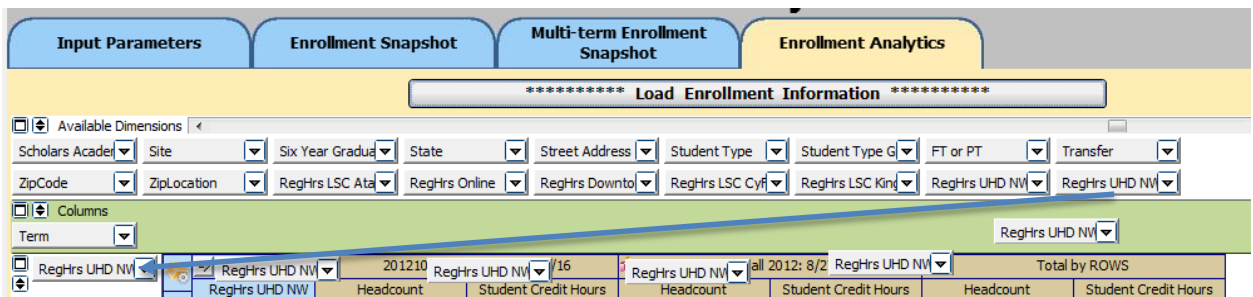 Input Parameters
Enrollment Snapshot
Multi-term Enrollment
Snapshot
Enrollment Analytics
********** Load Enrollment Information **********
Available Dimensions
Scholars Acader Site Six Year Gradua State Street Address Student Type Student Type G FT or PT Transfer
ZipCode ZipLocation RegHrs LSC Ata RegHrs Online RegHrs Downto RegHrs LSC CyF RegHrs LSC King RegHrs UHD NW RegHrs UHD NW
Columns
Term RegHrs UHD NW
RegHrs UHD NW RegHrs UHD NW 201210 RegHrs UHD NW /16 RegHrs UHD NW all 2012: 8/2 RegHrs UHD NW Total by ROWS
RegHrs UHD NW Headcount Student Credit Hours Headcount Student Credit Hours Headcount Student Credit Hours